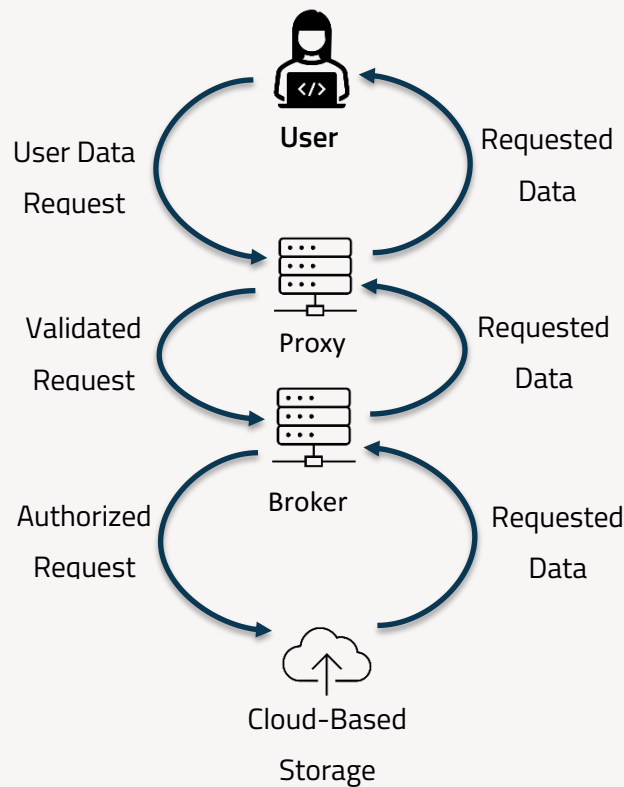 </>
User
User Data
Request
Requested
Data
Proxy
Validated
Request
Requested
Data
Broker
Authorized
Request
Requested
Data
Cloud-Based
Storage